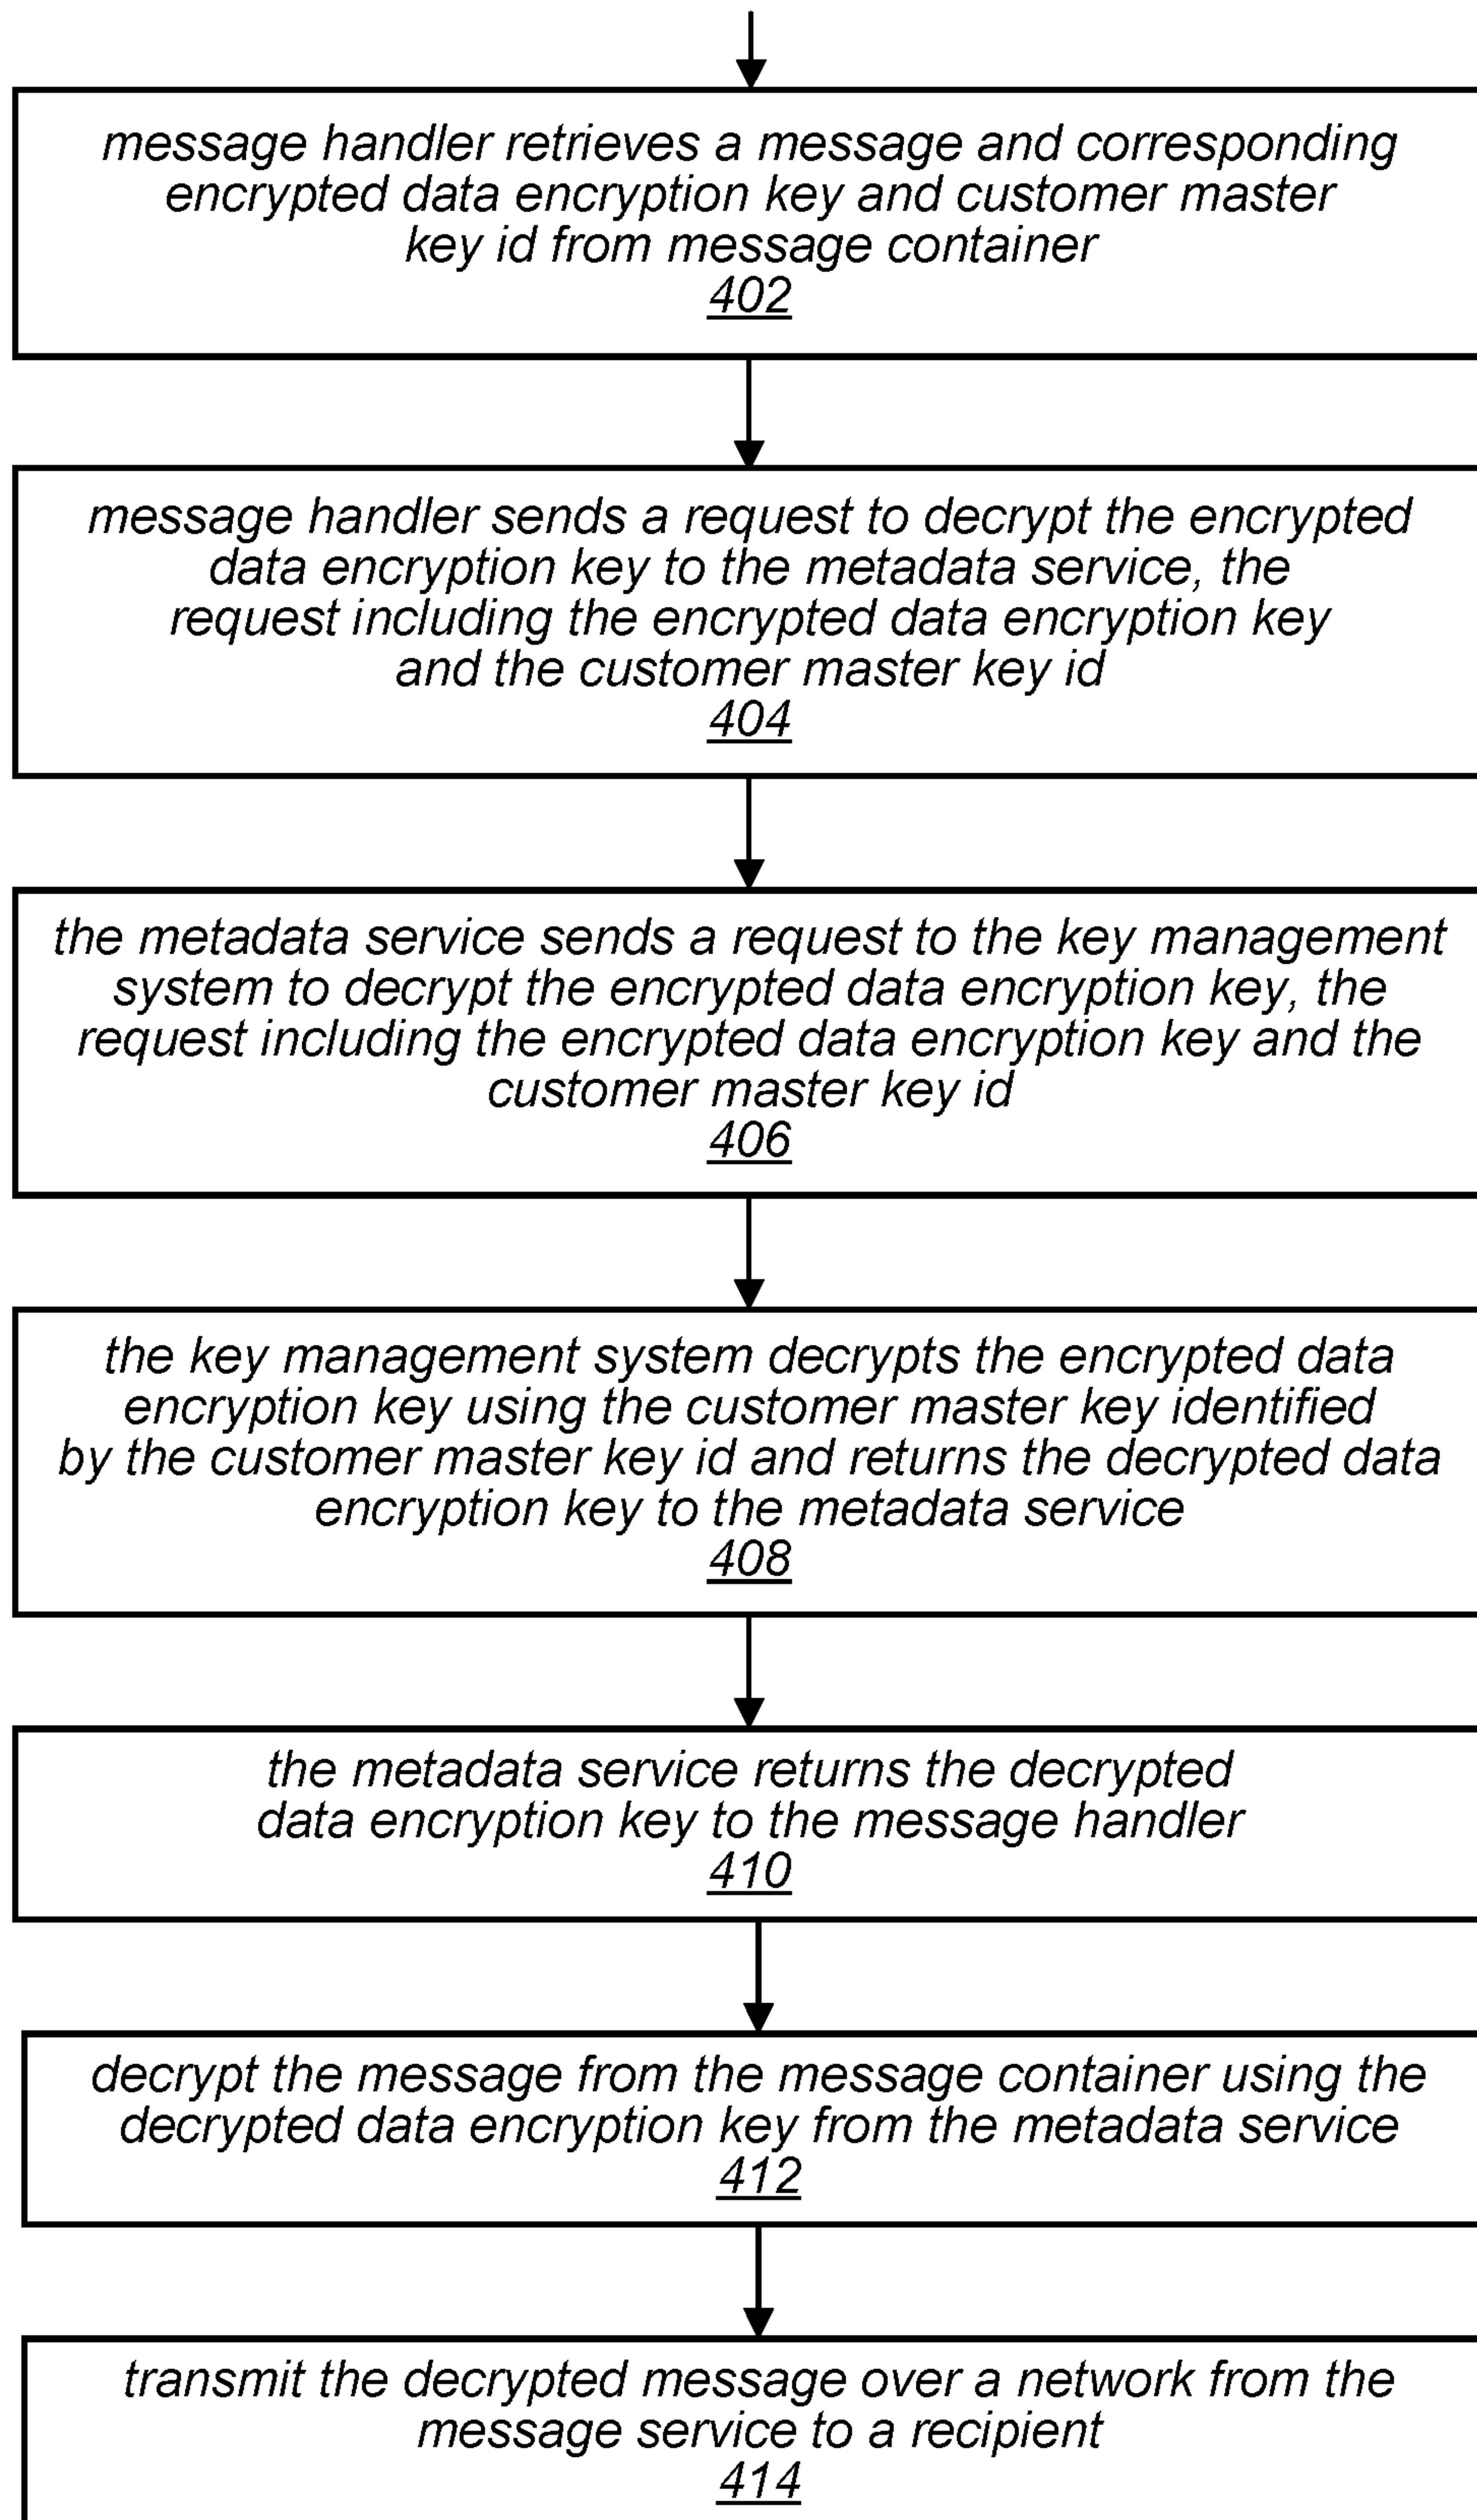 message handler retrieves a message and corresponding
encrypted data encryption key and customer master
key id from message container
402
message handler sends a request to decrypt the encrypted
data encryption key to the metadata service, the
request including the encrypted data encryption key
and the customer master key id
404
the metadata service sends a request to the key management
system to decrypt the encrypted data encryption key, the
request including the encrypted data encryption key and the
customer master key id
406
the key management system decrypts the encrypted data
encryption key using the customer master key identified
by the customer master key id and returns the decrypted data
encryption key to the metadata service
408
the metadata service returns the decrypted
data encryption key to the message handler
410
decrypt the message from the message container using the
decrypted data encryption key from the metadata service
412
transmit the decrypted message over a network from the
message service to a recipient
414